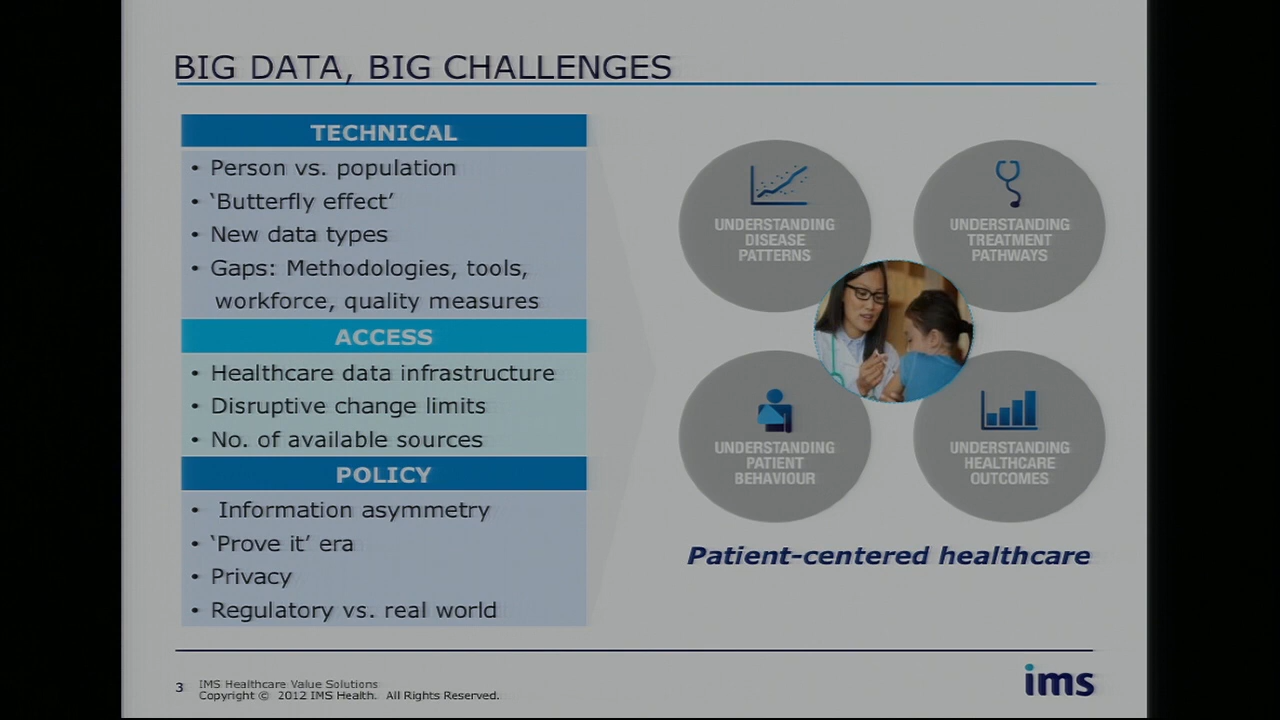 BIG DATA, BIG CHALLENGES
TECHNICAL
• Person vs. population
• ‘Butterfly effect’
• New data types
• Gaps: Methodologies, tools,
workforce, quality measures
ACCESS
• Healthcare data infrastructure
• Disruptive change limits
• No. of available sources
POLICY
• Information asymmetry
• ‘Prove it’ era
• Privacy
• Regulatory vs. real world
UNDERSTANDING
DISEASE
PATTERNS
UNDERSTANDING
TREATMENT
PATHWAYS
UNDERSTANDING
PATIENT
BEHAVIOUR
UNDERSTANDING
HEALTHCARE
OUTCOMES
Patient-centered healthcare
3
IMS Healthcare Value Solutions
Copyright © 2012 IMS Health. All Rights Reserved.
ims